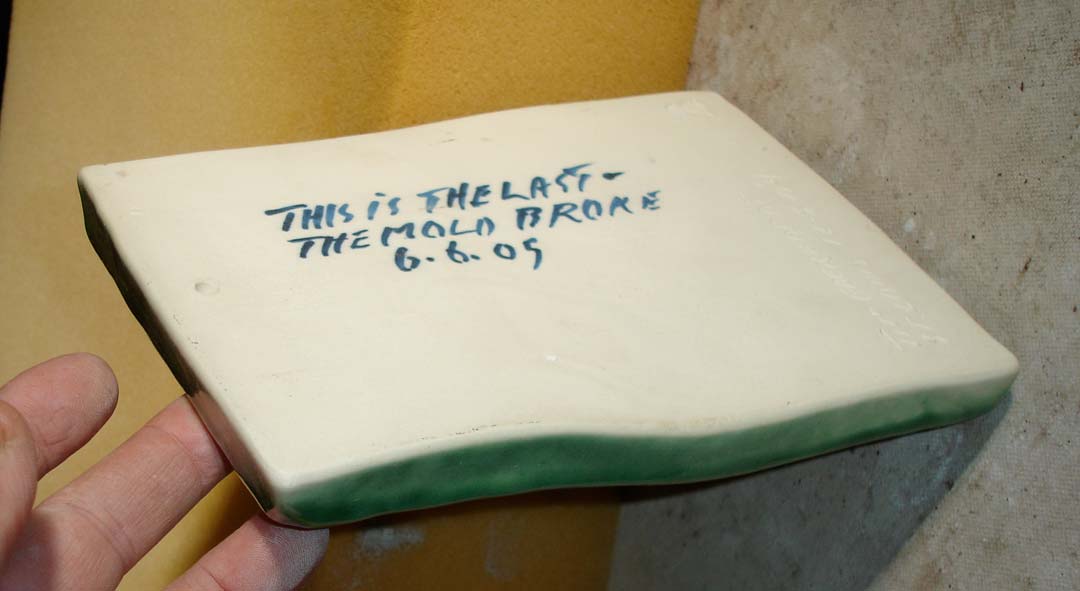 THIS iS THE LAST -
THE MOLD BROKE
6.6.09